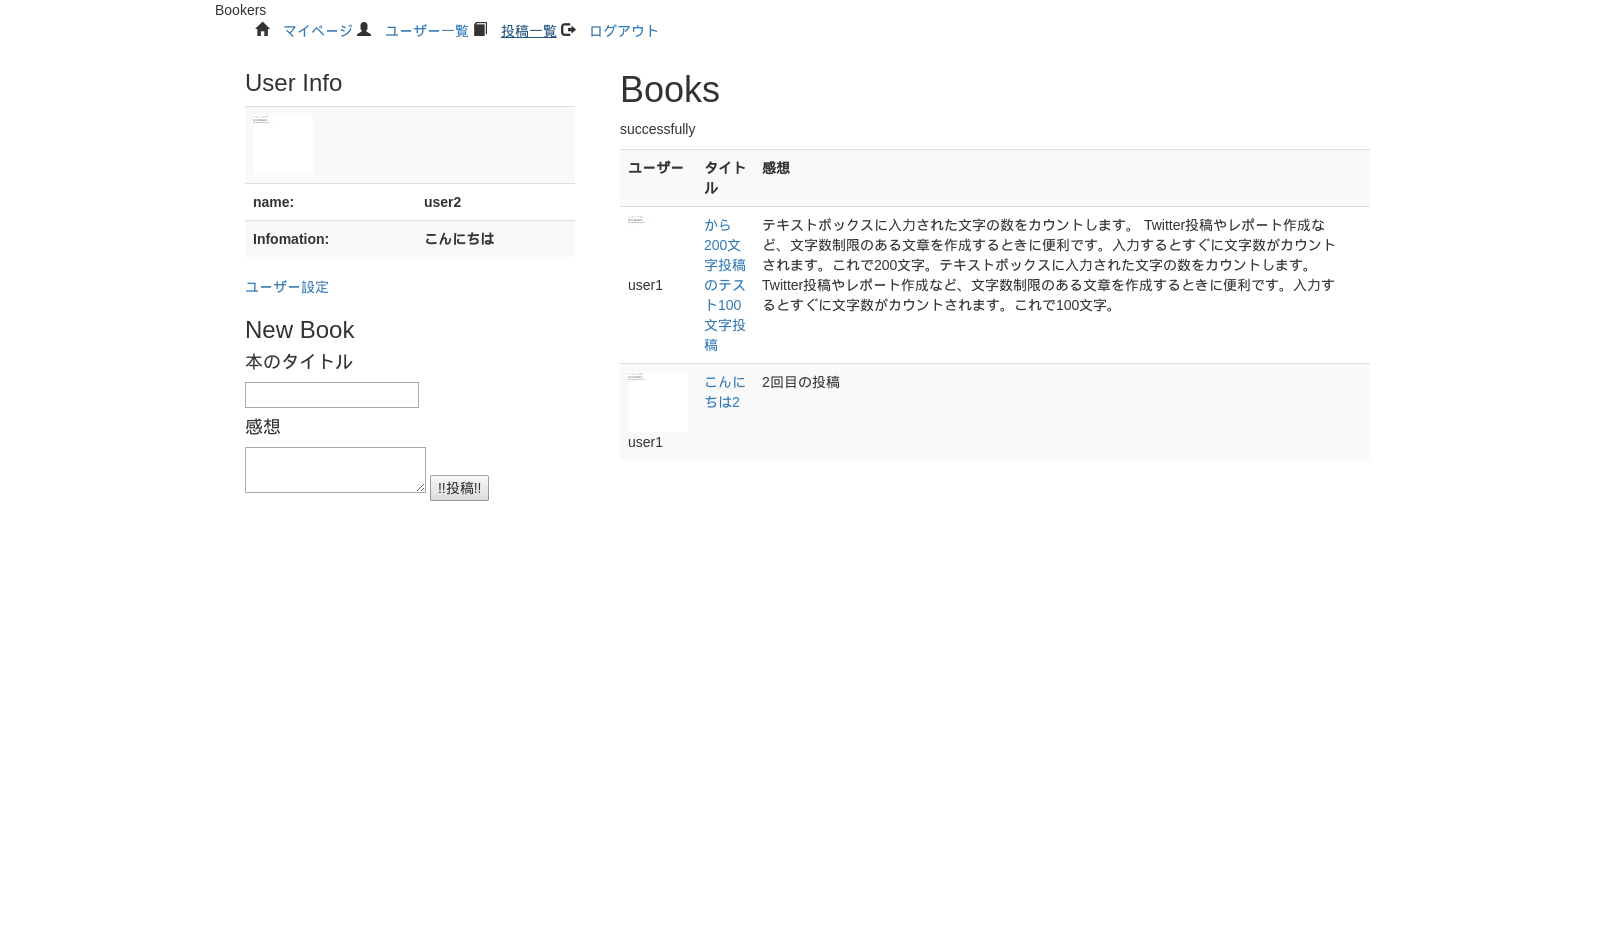 Bookers
マイページ ユーザー一覧 投稿一覧 ログアウト
User Info
name: user2
Infomation: こんにちは
ユーザー設定
New Book
本のタイトル
感想
!!投稿!!
Books
successfully
ユーザー タイト 感想
ル
user1
から
200文
字投稿
のテス
ト100
文字投
稿
テキストボックスに入力された文字の数をカウントします。 Twitter投稿やレポート作成な
ど、文字数制限のある文章を作成するときに便利です。入力するとすぐに文字数がカウント
されます。これで200文字。テキストボックスに入力された文字の数をカウントします。
Twitter投稿やレポート作成など、文字数制限のある文章を作成するときに便利です。入力す
るとすぐに文字数がカウントされます。これで100文字。
user1
こんに
ちは2
2回目の投稿